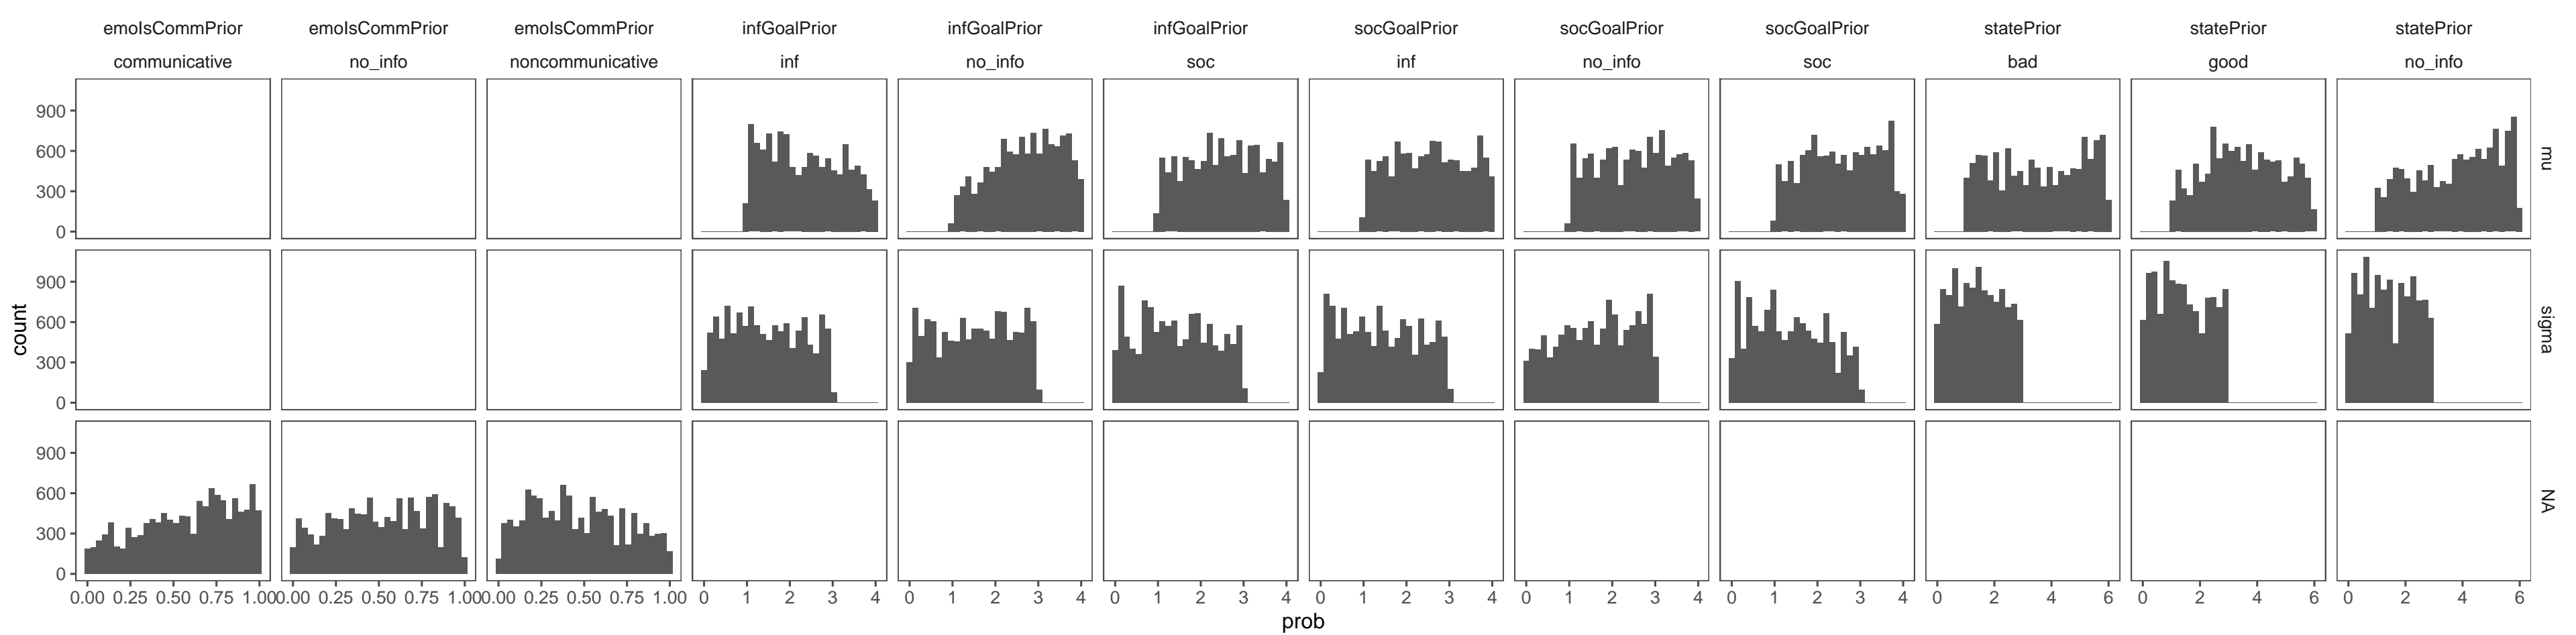 emoIsCommPrior emoIsCommPrior emoIsCommPrior infGoalPrior infGoalPrior infGoalPrior socGoalPrior socGoalPrior socGoalPrior statePrior statePrior statePrior
communicative no_info noncommunicative inf no_info soc inf no_info soc bad good no_info
900
600
300
0
mu
900
600
300
0
sigma
count
900
600
300
0
NA
0.00 0.25 0.50 0.75 1.00 0.00 0.25 0.50 0.75 1.00 0.00 0.25 0.50 0.75 1.00 0 1 2 3 4 0 1 2 3 4 0 1 2 3 4 0 1 2 3 4 0 1 2 3 4 0 1 2 3 4 0 2 4 6 0 2 4 6 0 2 4 6
prob